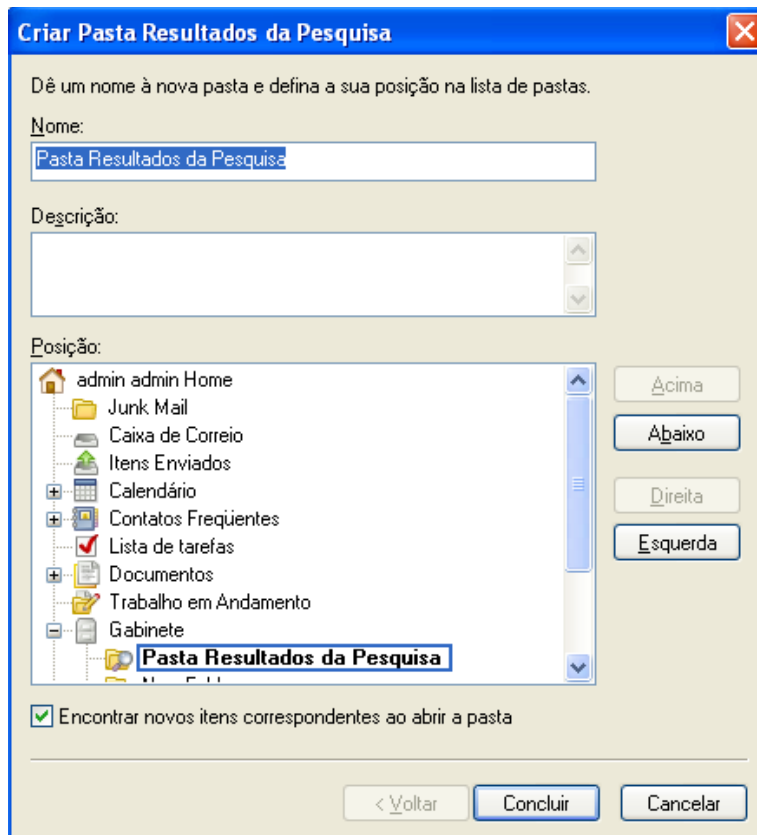 Criar Pasta Resultados da Pesquisa
Dê um nome à nova pasta e defina a sua posição na lista de pastas.
Nome:
Pasta Resultados da Pesquisa
Descrição:
Posição:
admin admin Home
Junk Mail
Caixa de Correio
Itens Enviados
Calendário
Contatos Freqüentes
Lista de tarefas
Documentos
Trabalho em Andamento
Gabinete
Pasta Resultados da Pesquisa
Acima
Abaixo
Direita
Esquerda
Encontrar novos itens correspondentes ao abrir a pasta
< Voltar
Concluir
Cancelar